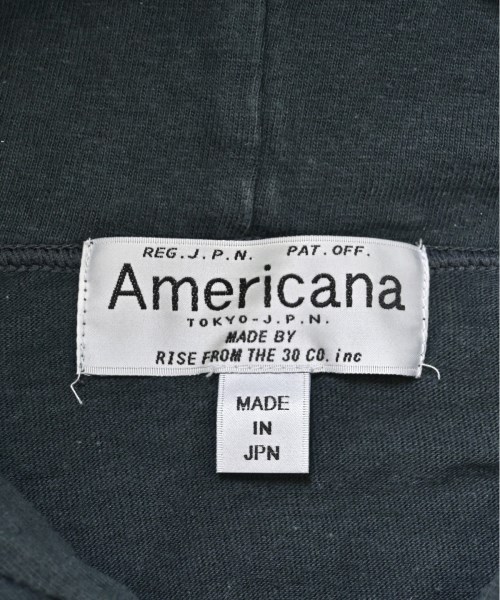 REG.J.P.N. PAT.OFF.
Americana
TOKYO-J.P.N.
MADE BY
RISE FROM THE 30 CO. inc
MADE
IN
JPN